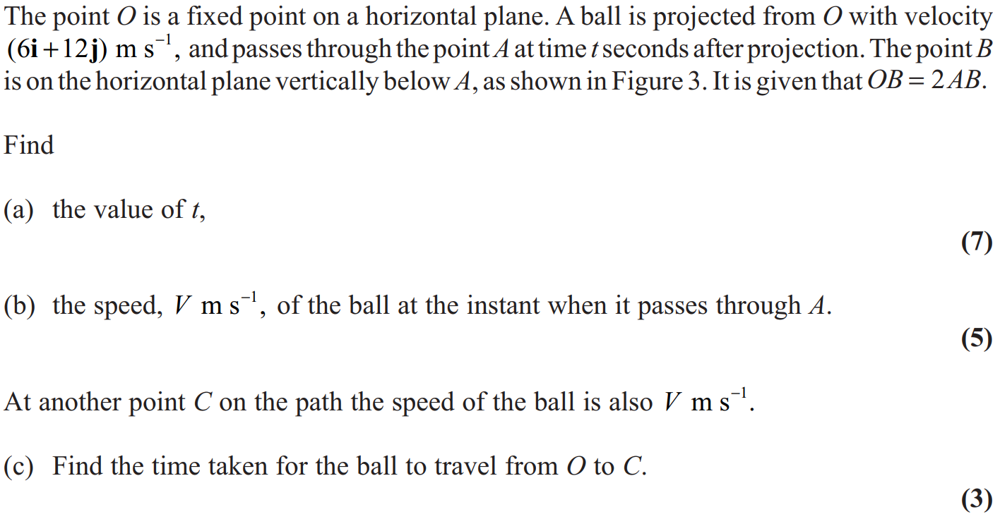 The point O is a fixed point on a horizontal plane. A ball is projected from O with velocity
(6i + 12j) m s⁻¹, and passes through the point A at time t seconds after projection. The point B
is on the horizontal plane vertically below A, as shown in Figure 3. It is given that OB = 2AB.
Find
(a) the value of t,
(7)
(b) the speed, V m s⁻¹, of the ball at the instant when it passes through A.
(5)
At another point C on the path the speed of the ball is also V m s⁻¹.
(c) Find the time taken for the ball to travel from O to C.
(3)